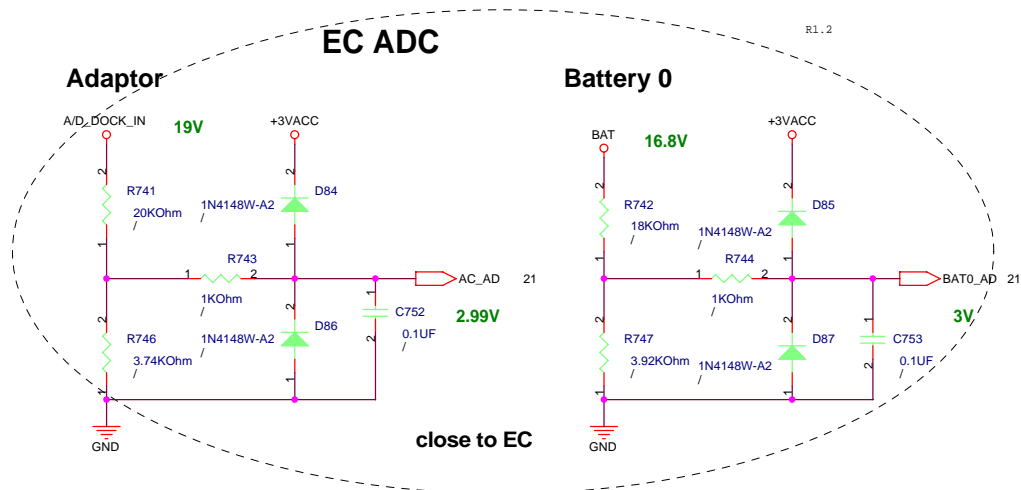 EC ADC
R1.2
Adaptor
Battery 0
A/D_DOCK_IN
19V
+3VACC
2
R741
20KOhm
/
1
1N4148W-A2
/
2
D84
1
1
R743
2
1KOhm
/
AC_AD
21
2.99V
2
R746
3.74KOhm
/
1
1N4148W-A2
/
2
D86
1
1
C752
0.1UF
2
/
GND
BAT
16.8V
+3VACC
2
R742
18KOhm
/
1
1N4148W-A2
/
2
D85
1
1
R744
2
1KOhm
/
BAT0_AD
21
3V
2
R747
3.92KOhm
/
1
1N4148W-A2
/
2
D87
1
1
C753
0.1UF
2
/
GND
close to EC